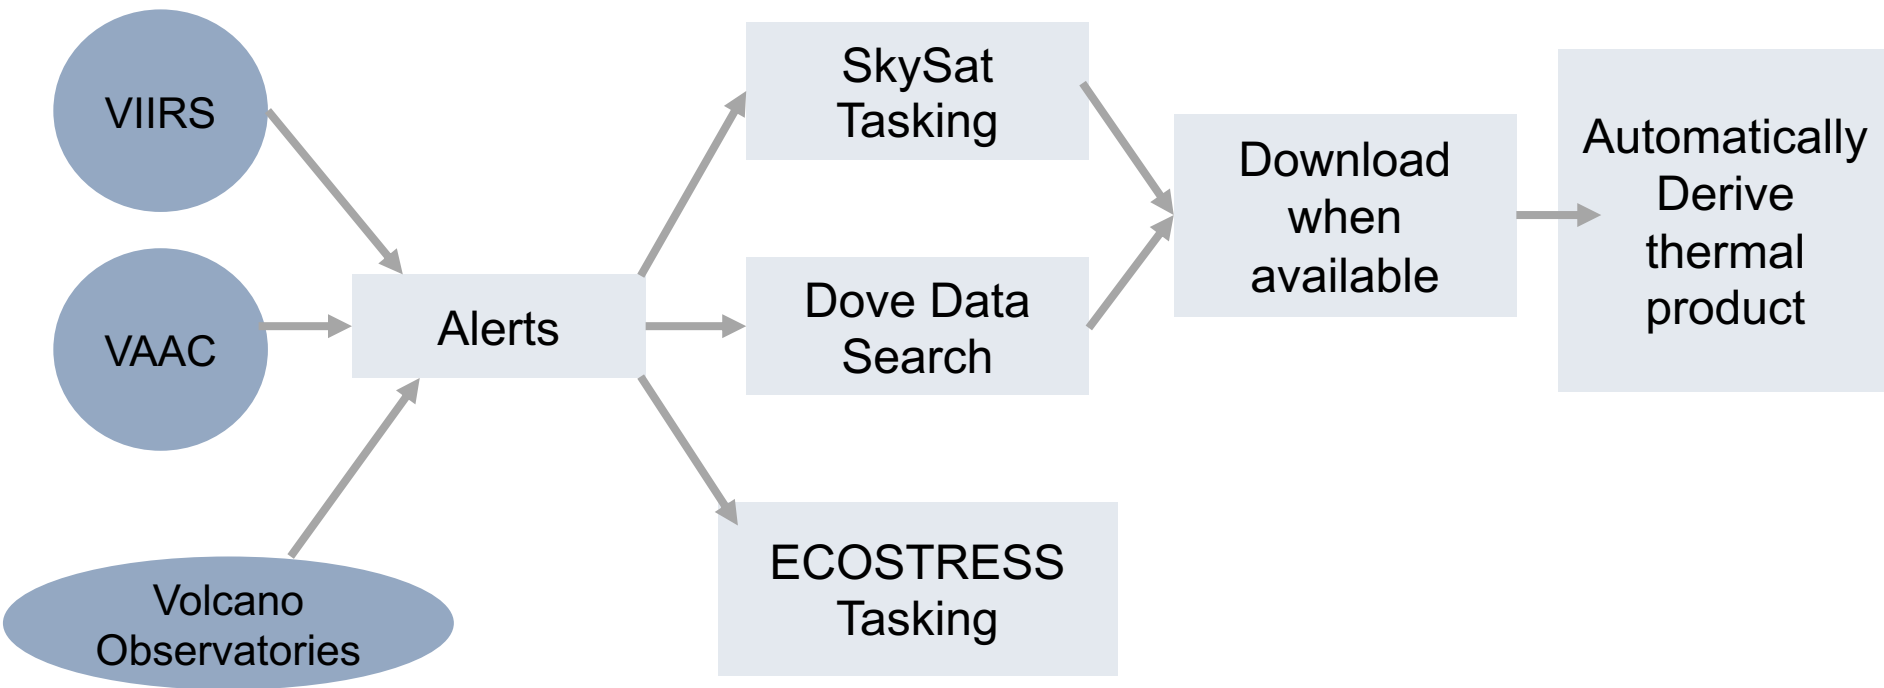 VIIRS
VAAC
Volcano
Observatories
Alerts
SkySat
Tasking
Dove Data
Search
ECOSTRESS
Tasking
Download
when
available
Automatically
Derive
thermal
product